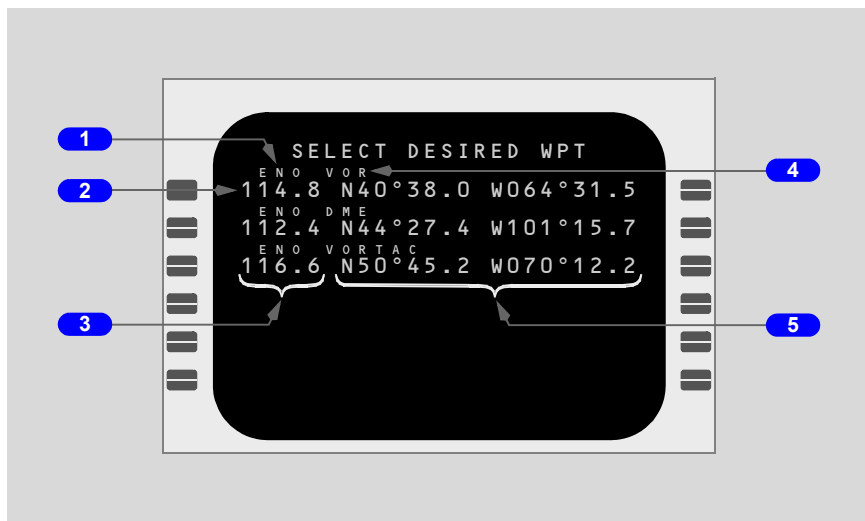 SELECT DESIRED WPT
ENO VOR
114.8 N40°38.0 W064°31.5
ENO DME
112.4 N44°27.4 W101°15.7
ENO VORTAC
116.6 N50°45.2 W070°12.2
1
2
3
4
5